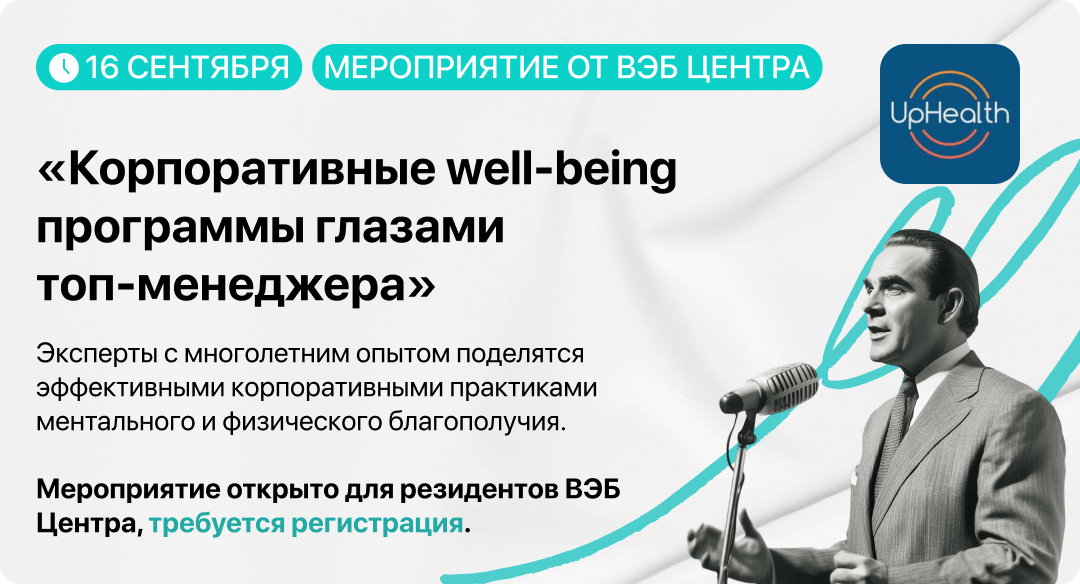 16 СЕНТЯБРЯ
МЕРОПРИЯТИЕ ОТ ВЭБ ЦЕНТРА
UpHealth
«Корпоративные well-being
программы глазами
топ-менеджера»
Эксперты с многолетним опытом поделятся
эффективными корпоративными практиками
ментального и физического благополучия.
Мероприятие открыто для резидентов ВЭБ
Центра, требуется регистрация.